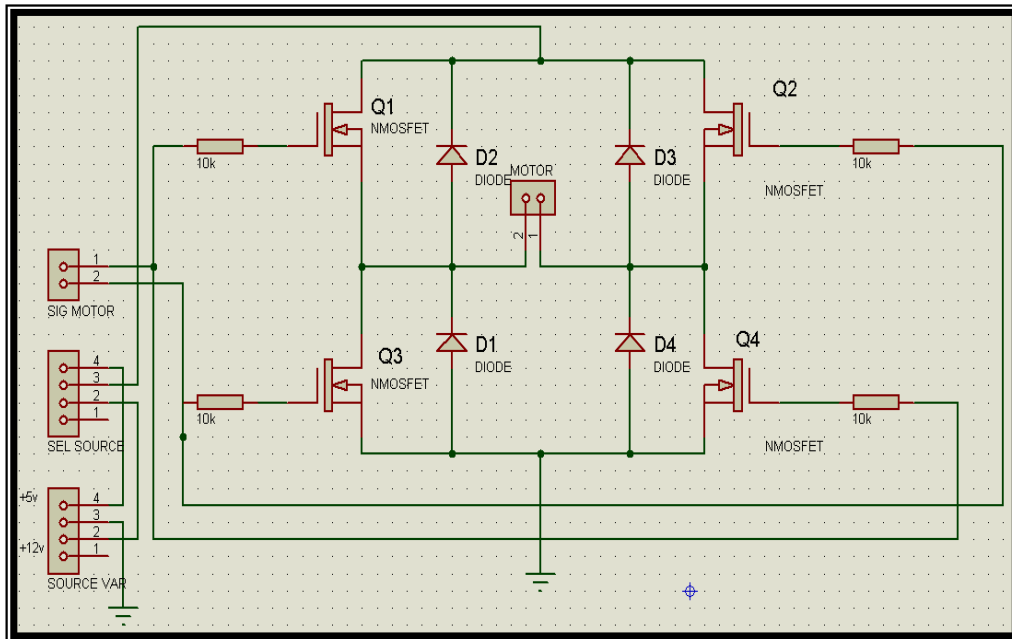 Q1
NMOSFET
10k
D2
DIODE
MOTOR
2
1
D3
DIODE
Q2
NMOSFET
10k
1
2
SIG MOTOR
4
3
2
1
SEL SOURCE
10k
Q3
NMOSFET
D1
DIODE
D4
DIODE
Q4
NMOSFET
10k
+5v
+12v
4
3
2
1
SOURCE VAR